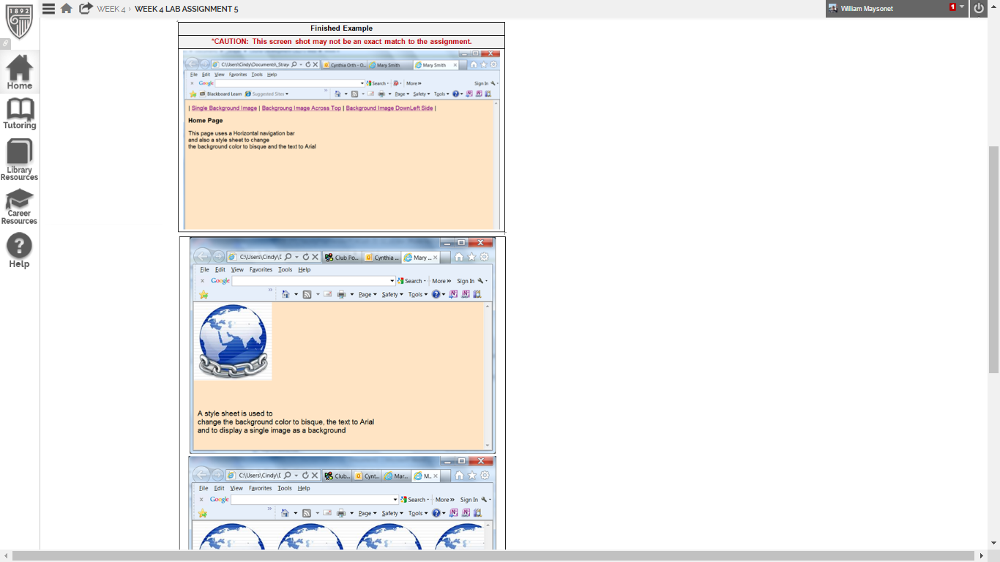 1892
WEEK 4 › WEEK 4 LAB ASSIGNMENT 5
William Maysonet
1
Home
Tutoring
Library
Resources
Career
Resources
?
Help
Finished Example
*CAUTION: This screen shot may not be an exact match to the assignment.
C:\Users\Cindy\Documents\_Stray
Cynthia Orth - O...
Mary Smith
Mary Smith
File Edit View Favorites Tools Help
x Google Search More » Sign In
Blackboard Learn Suggested Sites » Page Safety Tools
| Single Background Image | Backgroung Image Across Top | Background Image DownLeft Side |
Home Page
This page uses a Horizontal navigation bar
and also a style sheet to change
the background color to bisque and the text to Arial
C:\Users\Cindy\D Club Po... Cynthia ... Mary ...
File Edit View Favorites Tools Help
x Google Search More » Sign In
» Page Safety Tools
A style sheet is used to
change the background color to bisque, the text to Arial
and to display a single image as a background
C:\Users\Cindy\D Club... Cynt... Mar... M...
File Edit View Favorites Tools Help
x Google Search More » Sign In
» Page Safety Tools